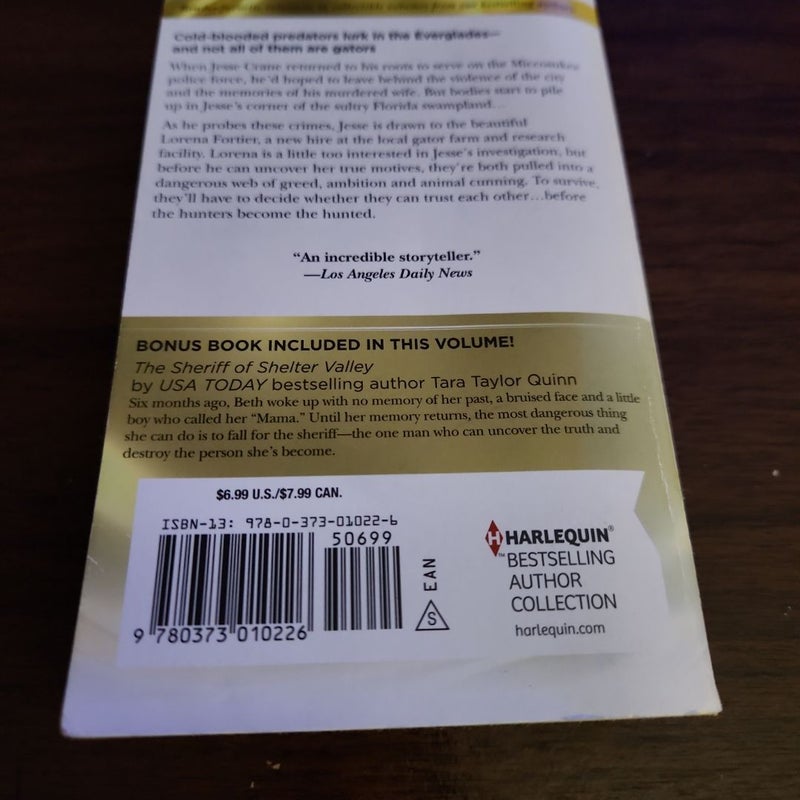 Cold-blooded predators lurk in the Everglades—
and not all of them are gators
When Jesse Crane returned to his roots to serve on the Miccosukee
police force, he'd hoped to leave behind the violence of the city
and the memories of his murdered wife. But bodies start to pile
up in Jesse's corner of the sultry Florida swampland…
As he probes these crimes, Jesse is drawn to the beautiful
Lorena Fortier, a new hire at the local gator farm and research
facility. Lorena is a little too interested in Jesse's investigation, but
before he can uncover her true motives, they're both pulled into a
dangerous web of greed, ambition and animal cunning. To survive,
they'll have to decide whether they can trust each other…before
the hunters become the hunted.
"An incredible storyteller."
—Los Angeles Daily News
BONUS BOOK INCLUDED IN THIS VOLUME!
The Sheriff of Shelter Valley
by USA TODAY bestselling author Tara Taylor Quinn
Six months ago, Beth woke up with no memory of her past, a bruised face and a little
boy who called her "Mama." Until her memory returns, the most dangerous thing
she can do is to fall for the sheriff—the one man who can uncover the truth and
destroy the person she's become.
$6.99 U.S./$7.99 CAN.
ISBN-13: 978-0-373-01022-6
50699
9 780373 010226
EAN
S
H HARLEQUIN®
™ BESTSELLING
AUTHOR
COLLECTION
harlequin.com